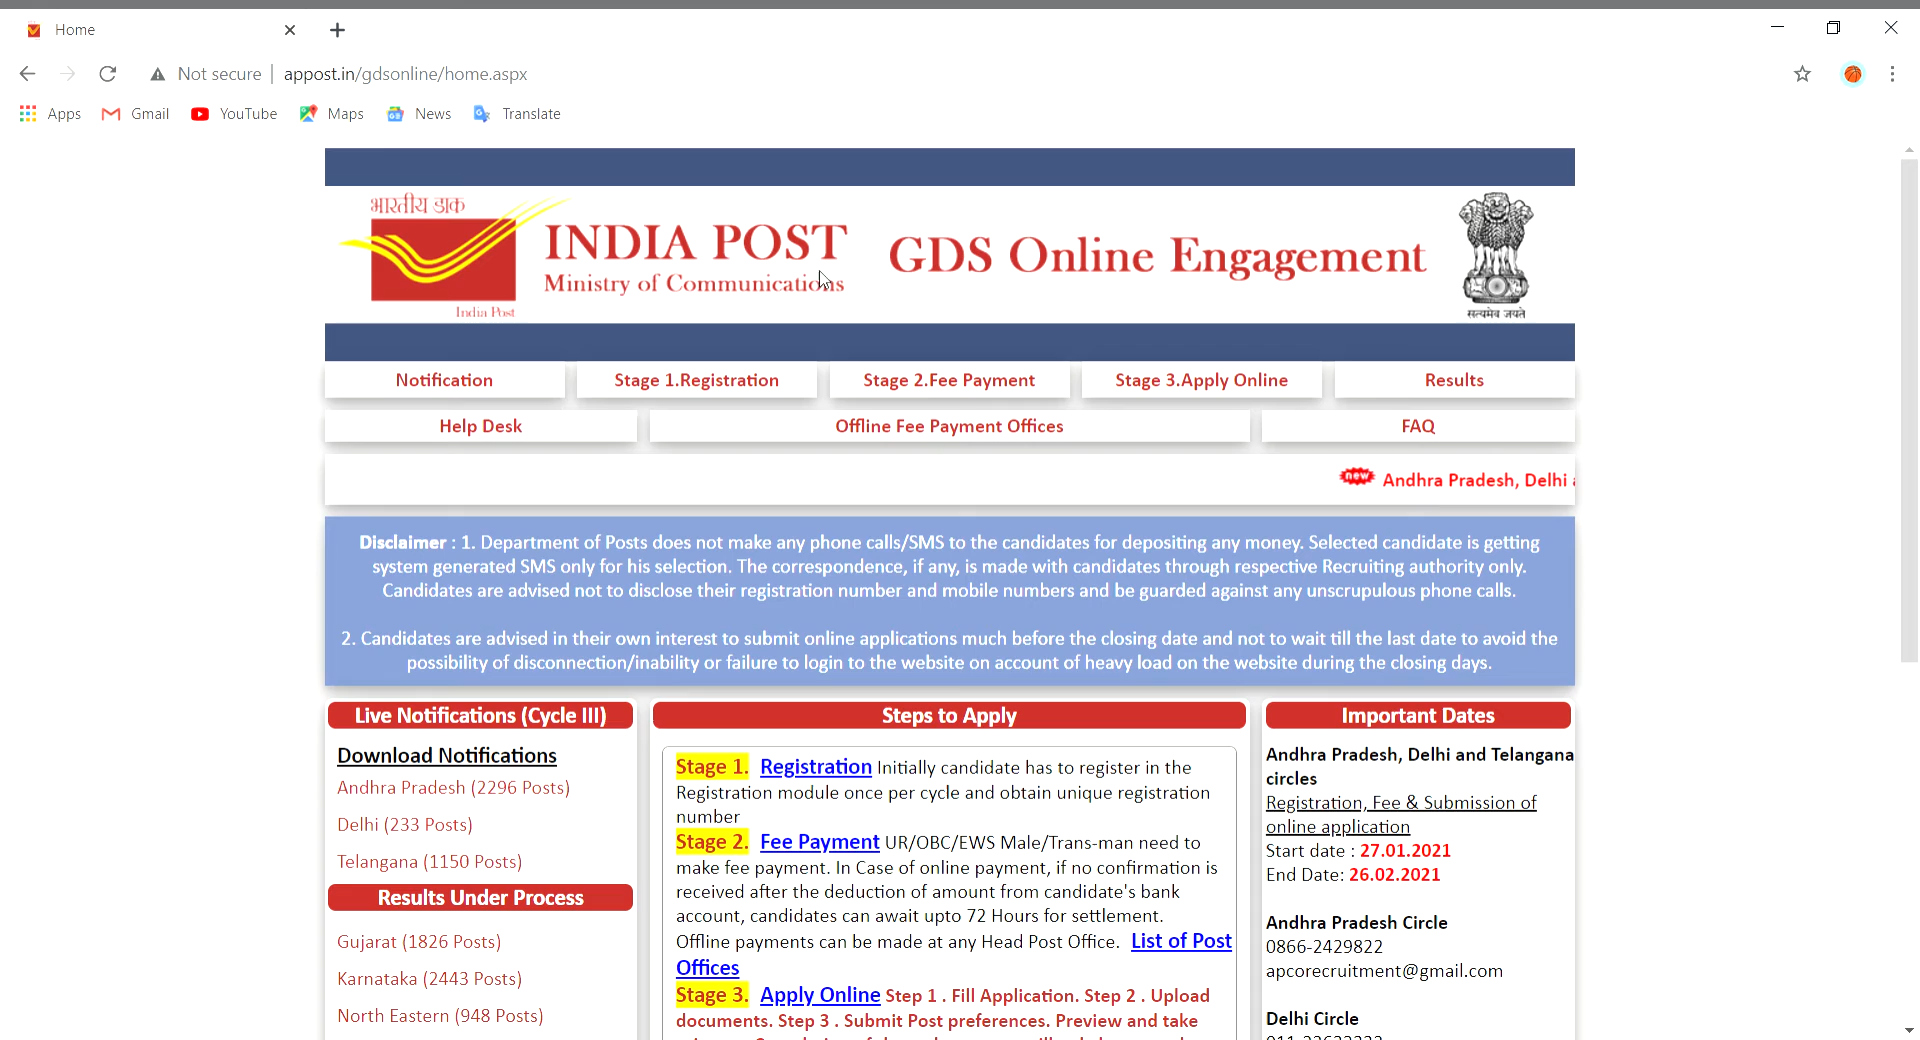 Home
Not secure
appost.in/gdsonline/home.aspx
Apps
Gmail
YouTube
Maps
News
Translate
भारतीय डाक
India Post
INDIA POST
Ministry of Communications
GDS Online Engagement
सत्यमेव जयते
Notification
Stage 1.Registration
Stage 2.Fee Payment
Stage 3.Apply Online
Results
Help Desk
Offline Fee Payment Offices
FAQ
new Andhra Pradesh, Delhi
Disclaimer : 1. Department of Posts does not make any phone calls/SMS to the candidates for depositing any money. Selected candidate is getting
system generated SMS only for his selection. The correspondence, if any, is made with candidates through respective Recruiting authority only.
Candidates are advised not to disclose their registration number and mobile numbers and be guarded against any unscrupulous phone calls.
2. Candidates are advised in their own interest to submit online applications much before the closing date and not to wait till the last date to avoid the
possibility of disconnection/inability or failure to login to the website on account of heavy load on the website during the closing days.
Live Notifications (Cycle III)
Download Notifications
Andhra Pradesh (2296 Posts)
Delhi (233 Posts)
Telangana (1150 Posts)
Results Under Process
Gujarat (1826 Posts)
Karnataka (2443 Posts)
North Eastern (948 Posts)
Steps to Apply
Stage 1. Registration Initially candidate has to register in the
Registration module once per cycle and obtain unique registration
number
Stage 2. Fee Payment UR/OBC/EWS Male/Trans-man need to
make fee payment. In Case of online payment, if no confirmation is
received after the deduction of amount from candidate's bank
account, candidates can await upto 72 Hours for settlement.
Offline payments can be made at any Head Post Office. List of Post
Offices
Stage 3. Apply Online Step 1 . Fill Application. Step 2 . Upload
documents. Step 3 . Submit Post preferences. Preview and take
Important Dates
Andhra Pradesh, Delhi and Telangana
circles
Registration, Fee & Submission of
online application
Start date : 27.01.2021
End Date: 26.02.2021
Andhra Pradesh Circle
0866-2429822
apcorecruitment@gmail.com
Delhi Circle